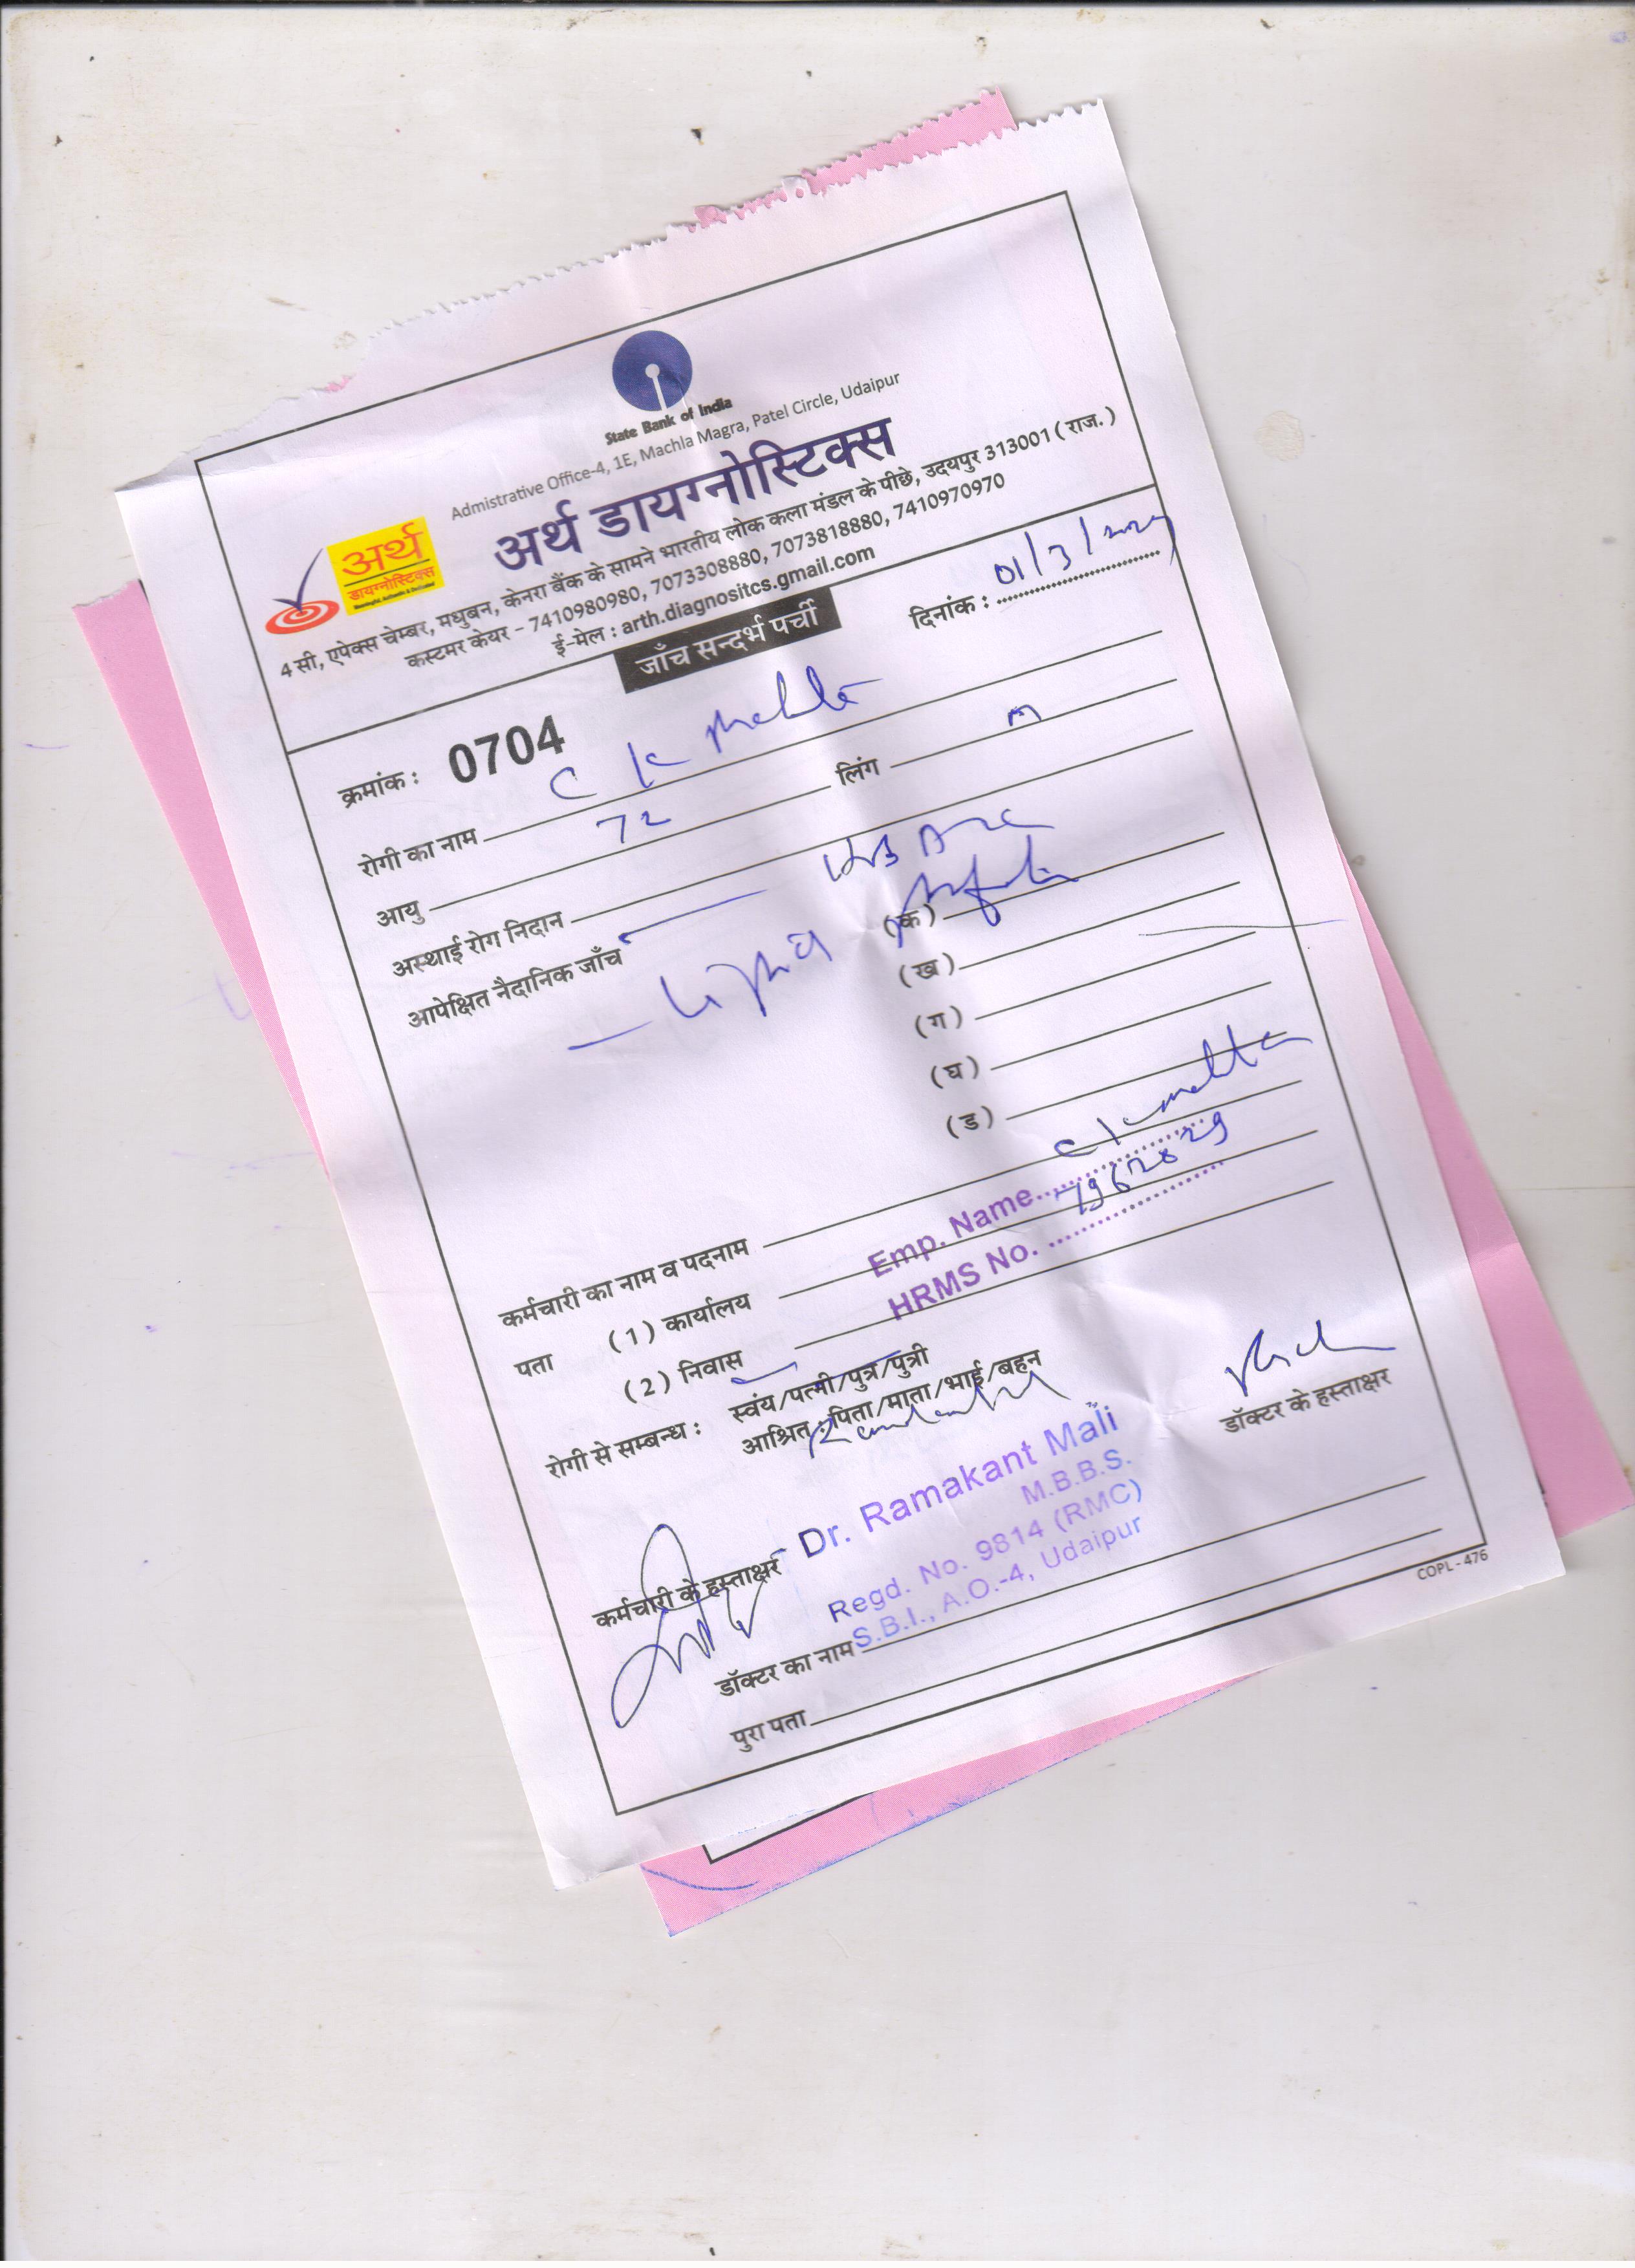 State Bank of India
Admistrative Office-4, 1E, Machla Magra, Patel Circle, Udaipur
अर्थ डायग्नोस्टिक्स
अर्थ
डायग्नोस्टिक्स
4 सी, एपेक्स चेम्बर, मधुबन, केनरा बैंक के सामने भारतीय लोक कला मंडल के पीछे, उदयपुर 313001 ( राज. )
कस्टमर केयर - 7410980980, 7073308880, 7073818880, 7410970970
ई-मेल : arth.diagnositcs.gmail.com
जाँच सन्दर्भ पर्ची
दिनांक : 01/3/
क्रमांक : 0704
रोगी का नाम C K Mehta
आयु 72 लिंग M
अस्थाई रोग निदान
आपेक्षित नैदानिक जाँच
(क)
(ख)
(ग)
(घ)
(ड)
कर्मचारी का नाम व पदनाम
Emp. Name C K Mehta
पता (1) कार्यालय
HRMS No. 7962029
(2) निवास
रोगी से सम्बन्ध : स्वंय/पत्नी/पुत्र/पुत्री
आश्रित : पिता/माता/भाई/बहन
डॉक्टर के हस्ताक्षर
कर्मचारी के हस्ताक्षर
Dr. Ramakant Mali
M.B.B.S.
Regd. No. 9814 (RMC)
S.B.I., A.O.-4, Udaipur
डॉक्टर का नाम
पुरा पता
COPL - 476